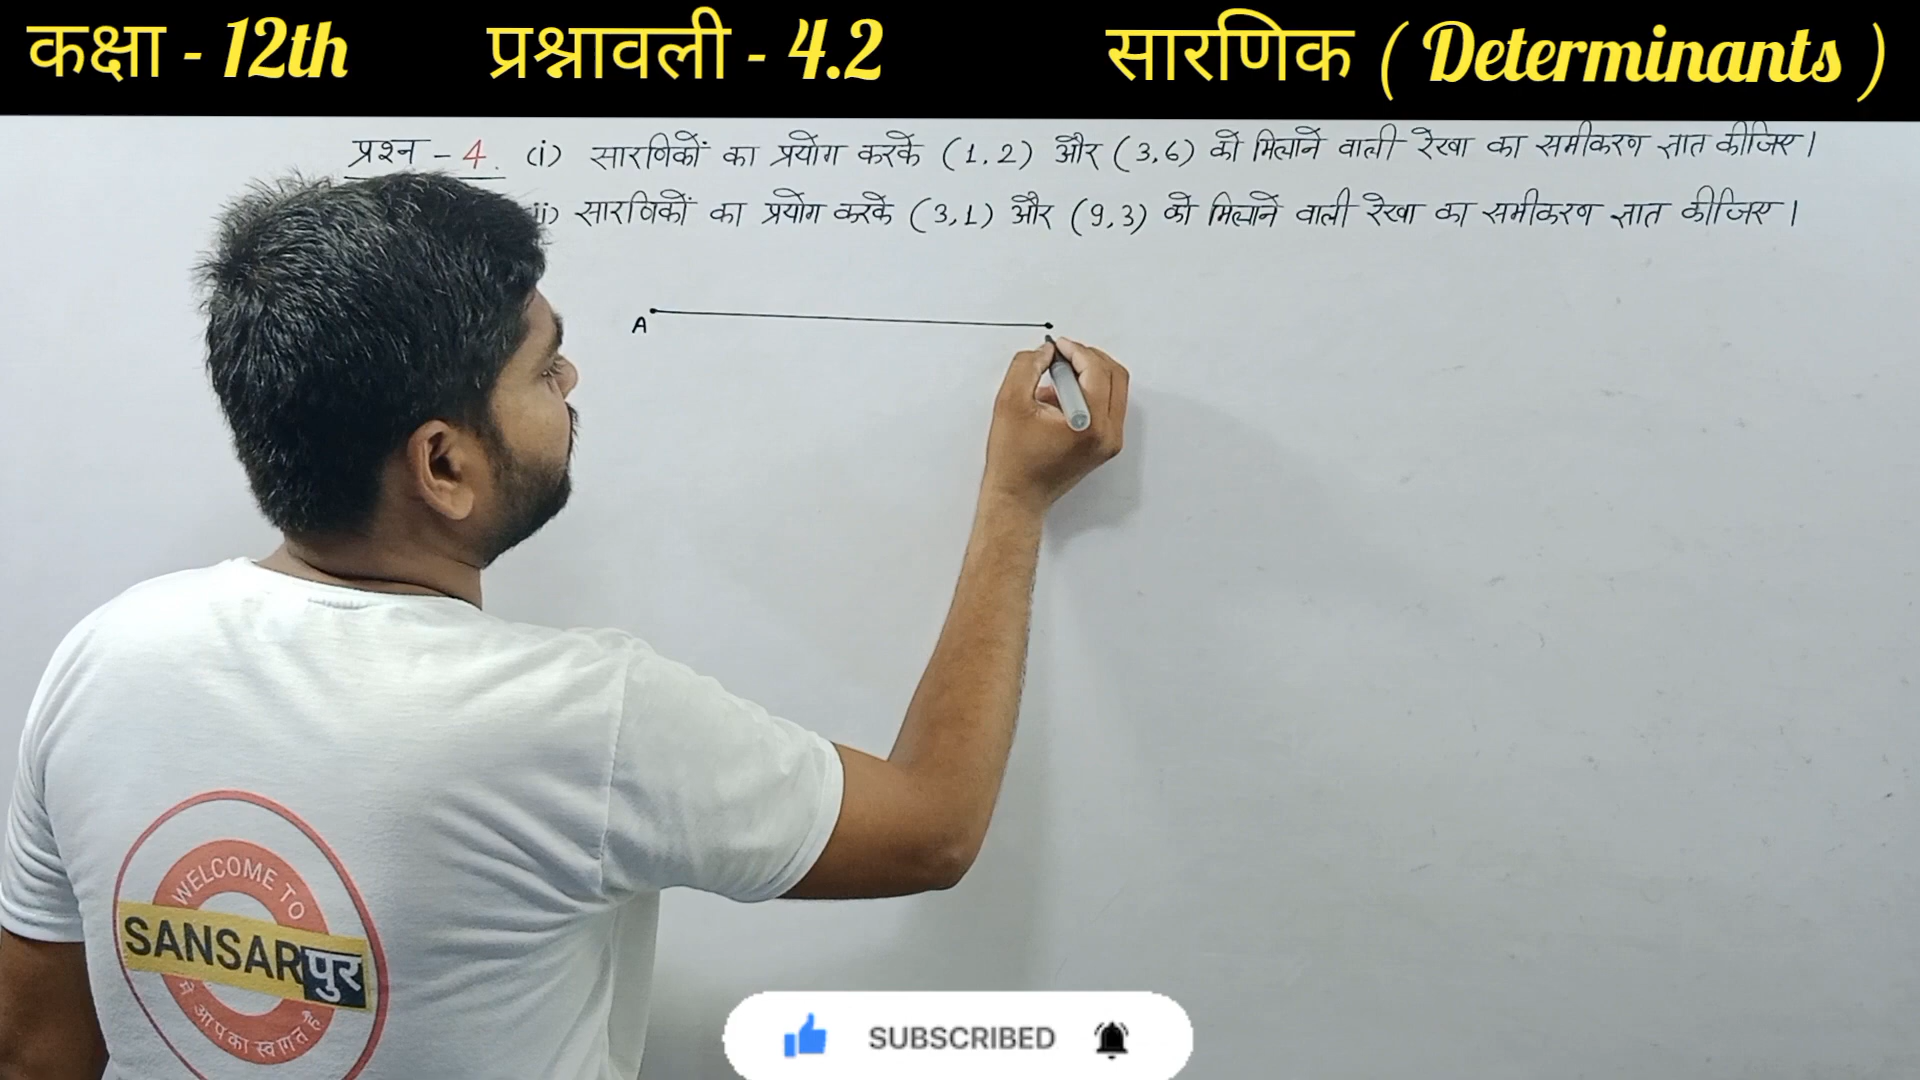 कक्षा - 12th प्रश्नावली - 4.2 सारणिक ( Determinants )
प्रश्न - 4. (i) सारणिकों का प्रयोग करके (1,2) और (3,6) को मिलाने वाली रेखा का समीकरण ज्ञात कीजिए।
ii) सारणिकों का प्रयोग करके (3,1) और (9,3) को मिलाने वाली रेखा का समीकरण ज्ञात कीजिए।
A
WELCOME TO
SANSARपुर
में आपका स्वागत है
SUBSCRIBED